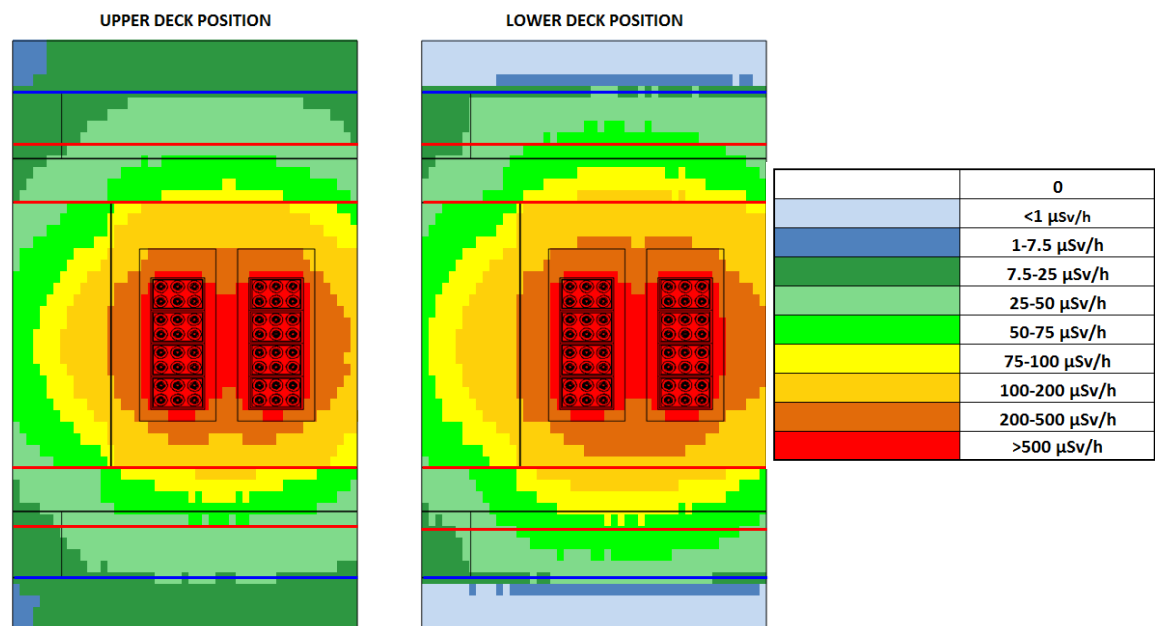 UPPER DECK POSITION
LOWER DECK POSITION
0
<1 µSv/h
1-7.5 µSv/h
7.5-25 µSv/h
25-50 µSv/h
50-75 µSv/h
75-100 µSv/h
100-200 µSv/h
200-500 µSv/h
>500 µSv/h